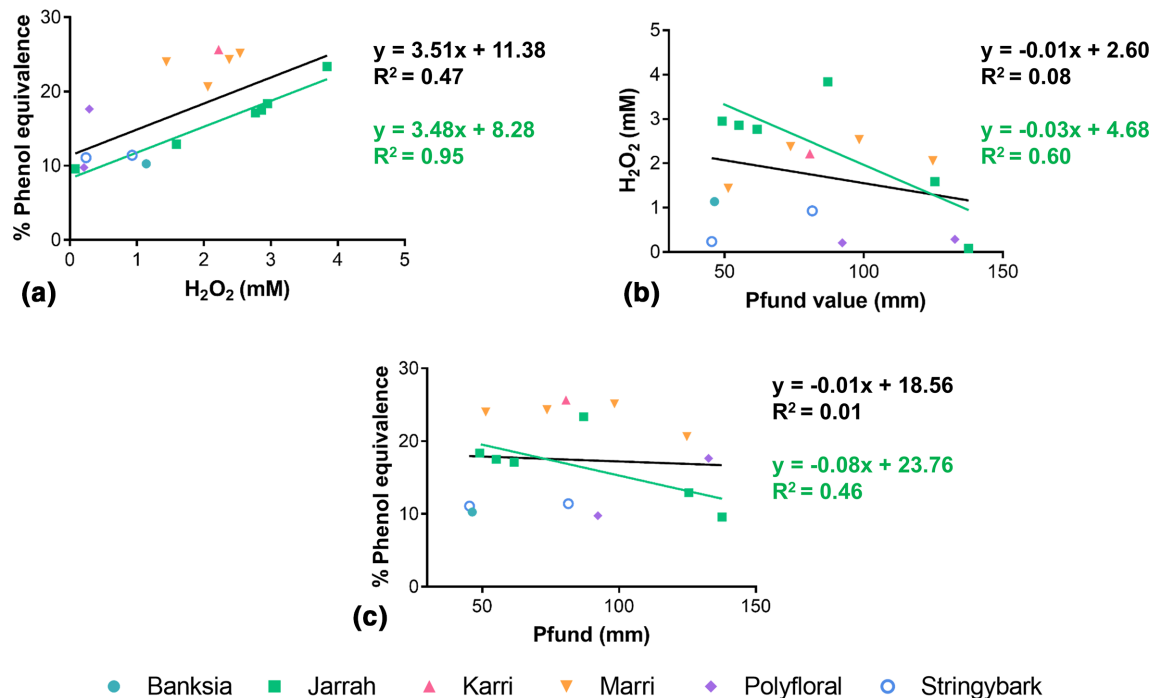 30
20
10
0
% Phenol equivalence
0 1 2 3 4 5
H₂O₂ (mM)
(a)
y = 3.51x + 11.38
R² = 0.47
y = 3.48x + 8.28
R² = 0.95
5
4
3
2
1
0
H₂O₂ (mM)
50 100 150
Pfund value (mm)
(b)
y = -0.01x + 2.60
R² = 0.08
y = -0.03x + 4.68
R² = 0.60
30
20
10
0
% Phenol equivalence
50 100 150
Pfund (mm)
(c)
y = -0.01x + 18.56
R² = 0.01
y = -0.08x + 23.76
R² = 0.46
Banksia Jarrah Karri Marri Polyfloral Stringybark